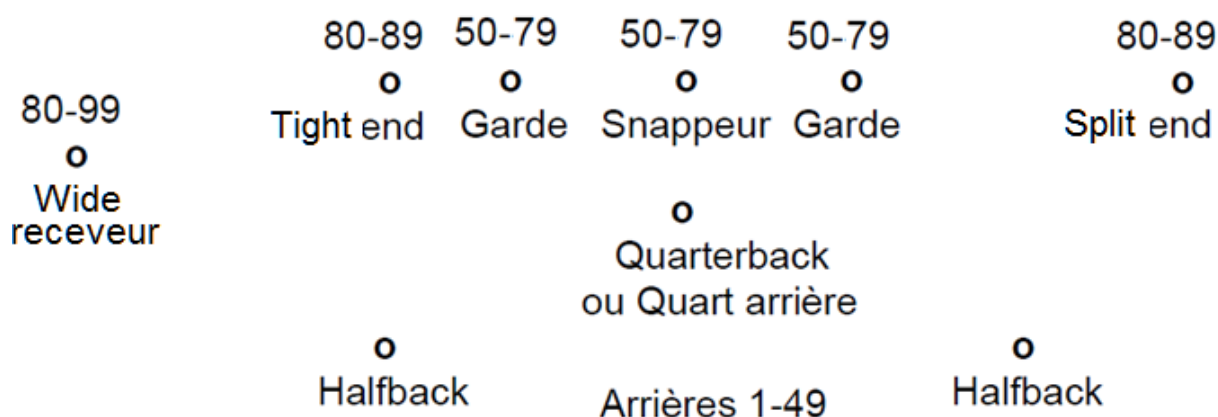 80-89 50-79 50-79 50-79 80-89
o o o o o
80-99
Tight end Garde Snappeur Garde Split end
o
Wide
receveur
o
Quarterback
ou Quart arrière
o o
Halfback Arrières 1-49 Halfback